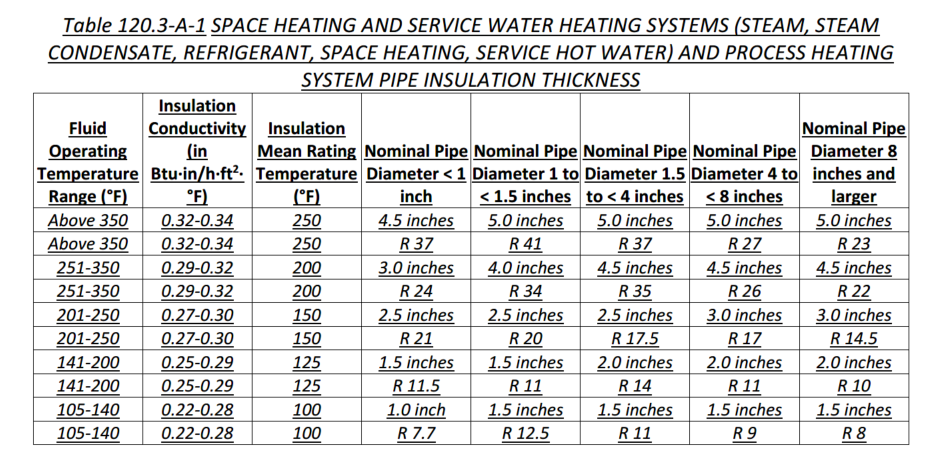 Table 120.3-A-1 SPACE HEATING AND SERVICE WATER HEATING SYSTEMS (STEAM, STEAM
CONDENSATE, REFRIGERANT, SPACE HEATING, SERVICE HOT WATER) AND PROCESS HEATING
SYSTEM PIPE INSULATION THICKNESS
Fluid Operating Temperature Range (°F) Insulation Conductivity (in Btu·in/h·ft²·°F) Insulation Mean Rating Temperature (°F) Nominal Pipe Diameter < 1 inch Nominal Pipe Diameter 1 to < 1.5 inches Nominal Pipe Diameter 1.5 to < 4 inches Nominal Pipe Diameter 4 to < 8 inches Nominal Pipe Diameter 8 inches and larger
Above 350 0.32-0.34 250 4.5 inches 5.0 inches 5.0 inches 5.0 inches 5.0 inches
Above 350 0.32-0.34 250 R 37 R 41 R 37 R 27 R 23
251-350 0.29-0.32 200 3.0 inches 4.0 inches 4.5 inches 4.5 inches 4.5 inches
251-350 0.29-0.32 200 R 24 R 34 R 35 R 26 R 22
201-250 0.27-0.30 150 2.5 inches 2.5 inches 2.5 inches 3.0 inches 3.0 inches
201-250 0.27-0.30 150 R 21 R 20 R 17.5 R 17 R 14.5
141-200 0.25-0.29 125 1.5 inches 1.5 inches 2.0 inches 2.0 inches 2.0 inches
141-200 0.25-0.29 125 R 11.5 R 11 R 14 R 11 R 10
105-140 0.22-0.28 100 1.0 inch 1.5 inches 1.5 inches 1.5 inches 1.5 inches
105-140 0.22-0.28 100 R 7.7 R 12.5 R 11 R 9 R 8